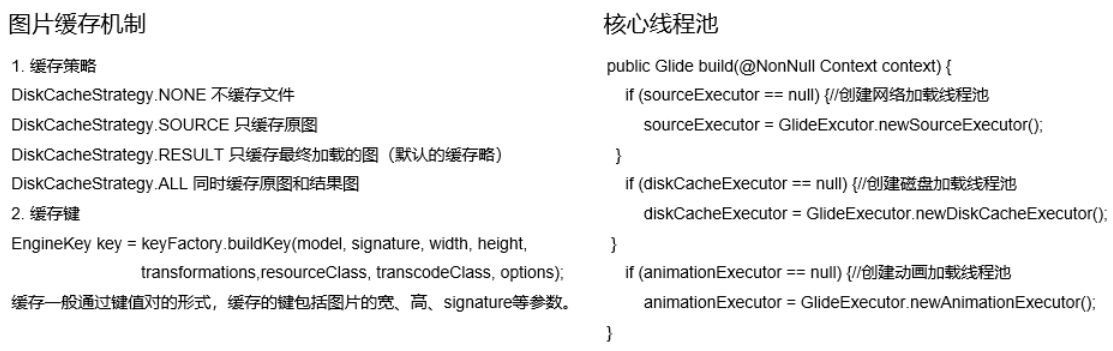 图片缓存机制
1. 缓存策略
DiskCacheStrategy.NONE 不缓存文件
DiskCacheStrategy.SOURCE 只缓存原图
DiskCacheStrategy.RESULT 只缓存最终加载的图（默认的缓存略）
DiskCacheStrategy.ALL 同时缓存原图和结果图
2. 缓存键
EngineKey key = keyFactory.buildKey(model, signature, width, height,
transformations,resourceClass, transcodeClass, options);
缓存一般通过键值对的形式，缓存的键包括图片的宽、高、signature等参数。
核心线程池
public Glide build(@NonNull Context context) {
if (sourceExecutor == null) {//创建网络加载线程池
sourceExecutor = GlideExcutor.newSourceExecutor();
}
if (diskCacheExecutor == null) {//创建磁盘加载线程池
diskCacheExecutor = GlideExecutor.newDiskCacheExecutor();
}
if (animationExecutor == null) {//创建动画加载线程池
animationExecutor = GlideExecutor.newAnimationExecutor();
}